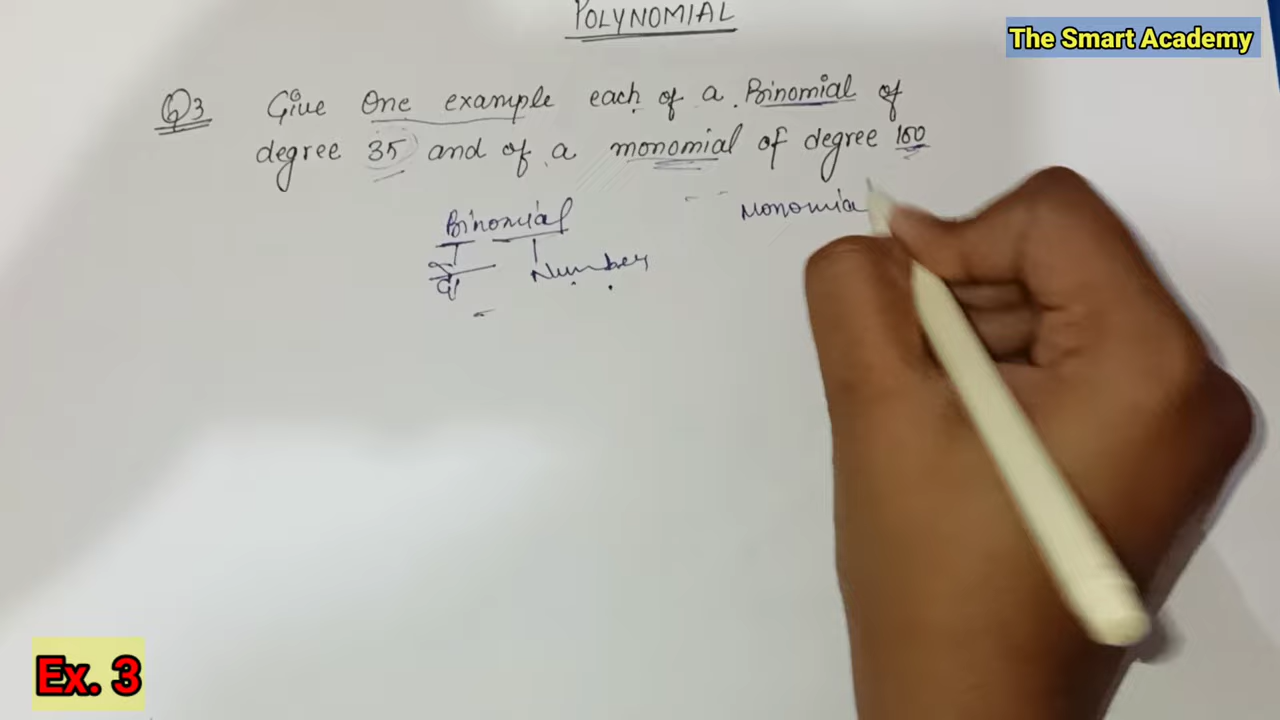 POLYNOMIAL
The Smart Academy
Q3 Give One example each of a Binomial of
degree 35 and of a monomial of degree 100
Binomial Monomial
दो Number
Ex. 3